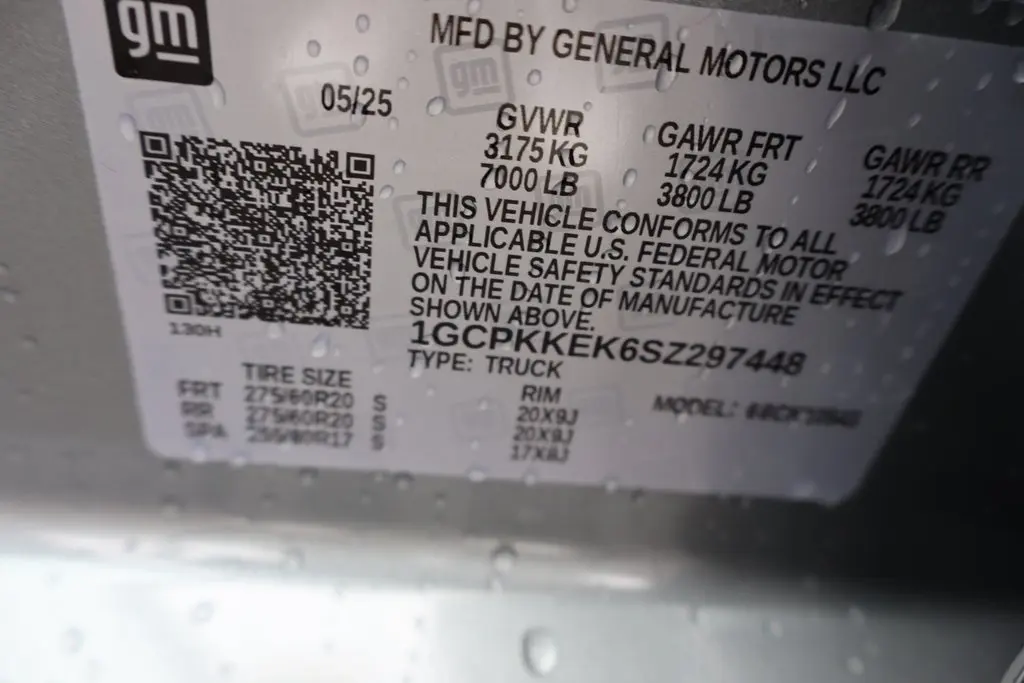 gm
MFD BY GENERAL MOTORS LLC
05/25
GVWR
3175 KG
7000 LB
GAWR FRT
1724 KG
3800 LB
GAWR RR
1724 KG
3800 LB
THIS VEHICLE CONFORMS TO ALL
APPLICABLE U.S. FEDERAL MOTOR
VEHICLE SAFETY STANDARDS IN EFFECT
ON THE DATE OF MANUFACTURE
SHOWN ABOVE.
1GCPKKEK6SZ297448
TYPE: TRUCK
130H
TIRE SIZE
FRT 275/60R20 S
RR 275/60R20 S
SPA 255/80R17 S
RIM
20X9J
20X9J
17X8J
MODEL: